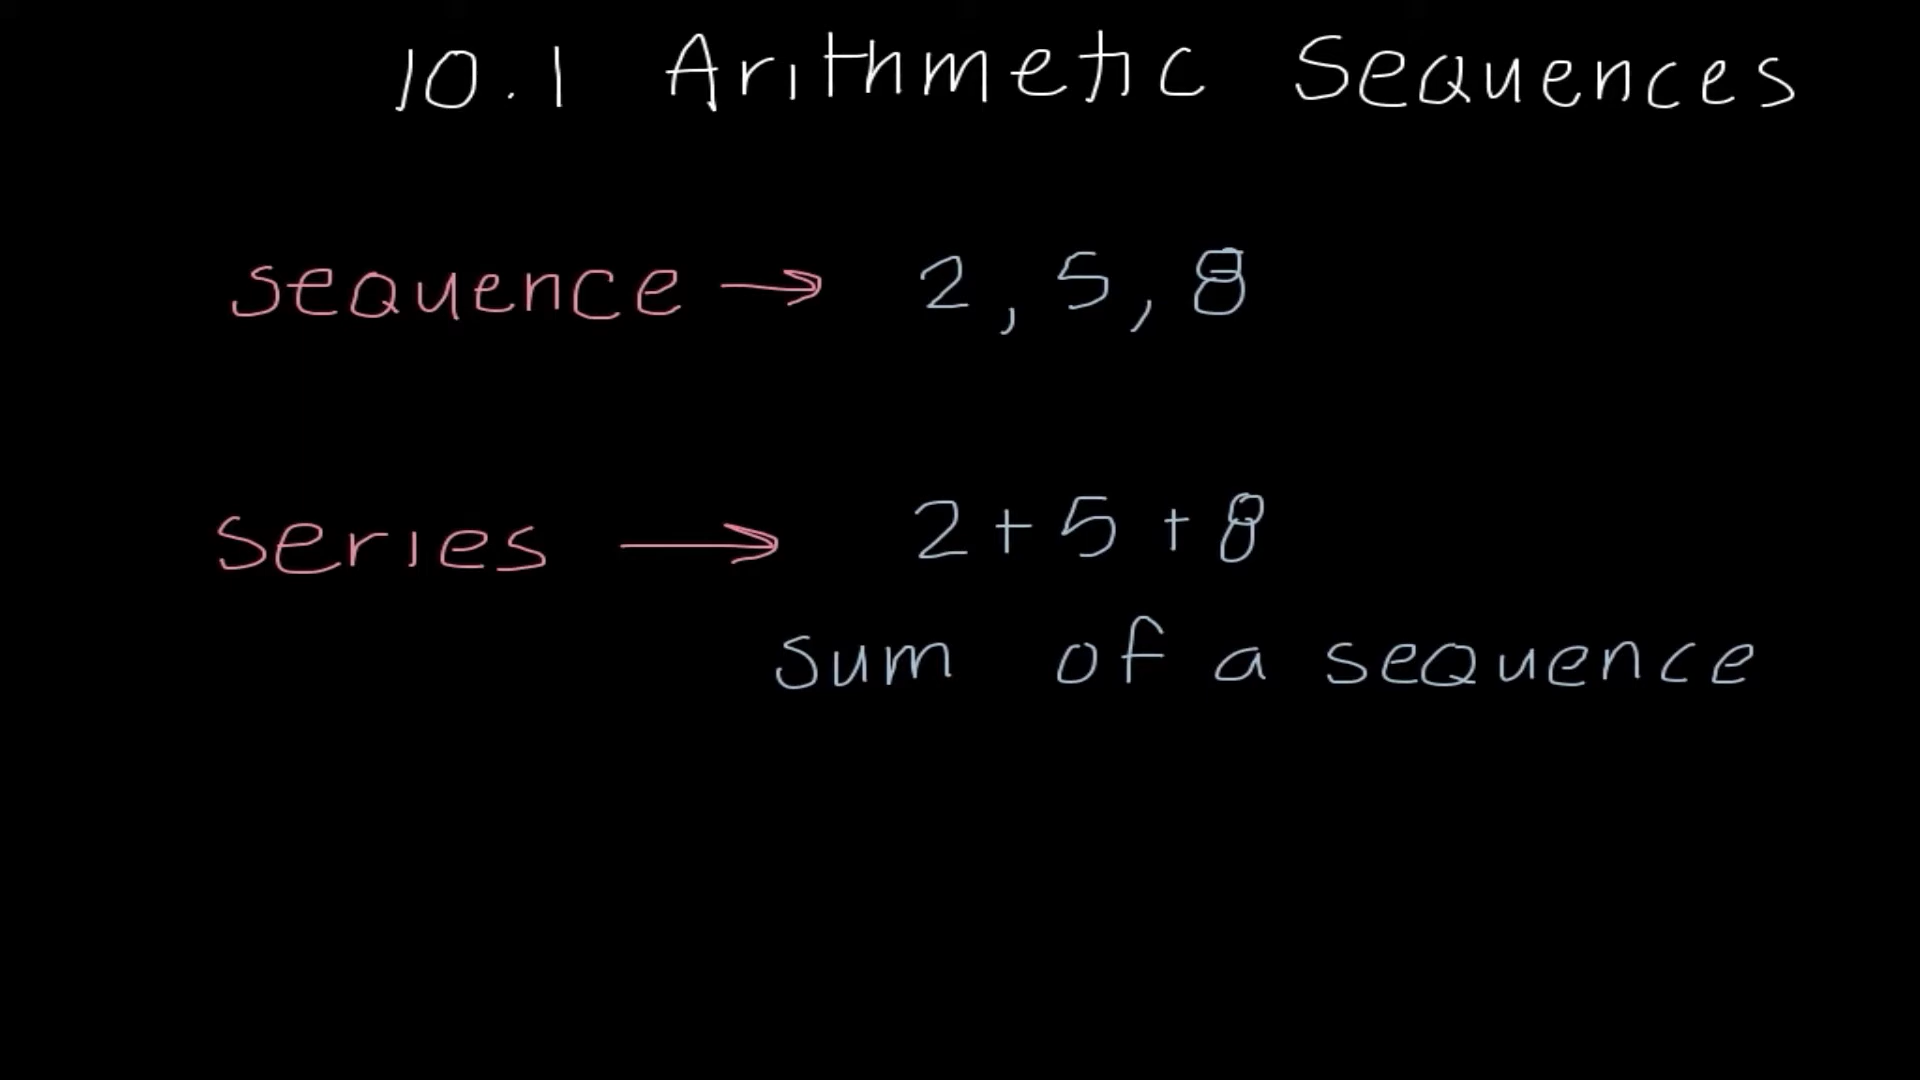 10.1 Arithmetic Sequences
sequence → 2, 5, 8
series → 2 + 5 + 8
sum of a sequence